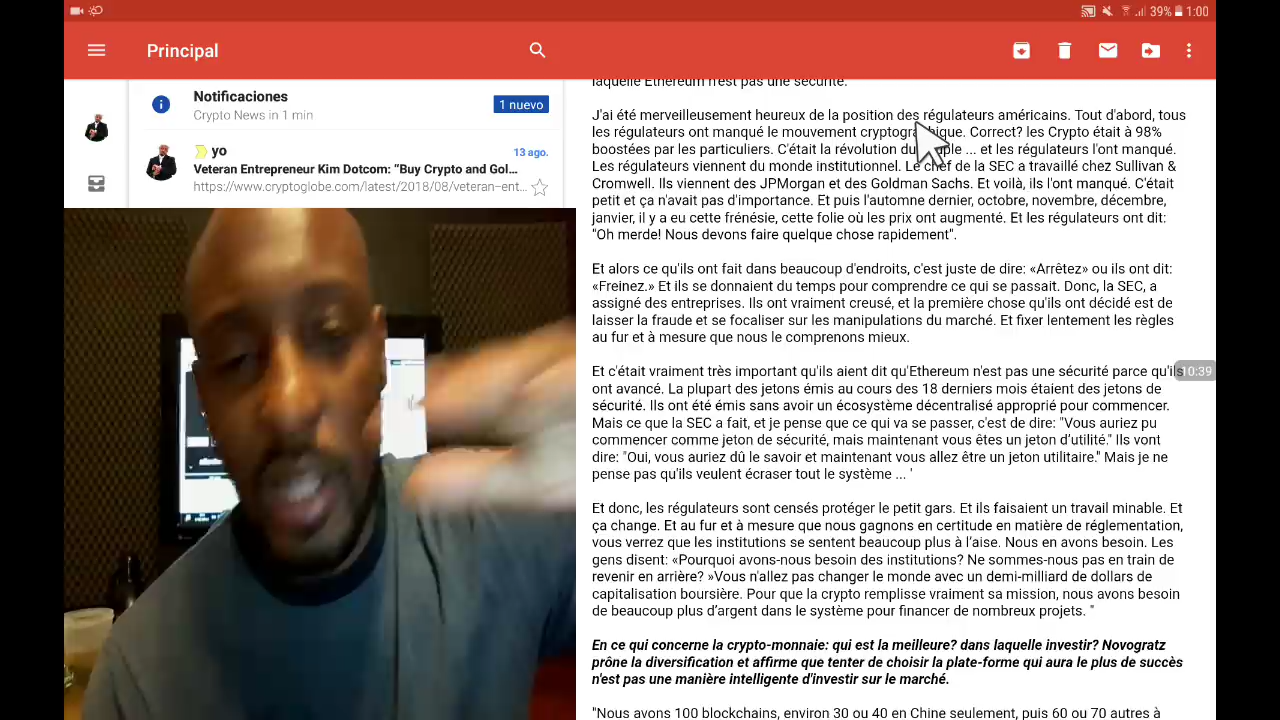 39% 1:00
Principal
Notificaciones
Crypto News in 1 min
1 nuevo
yo
13 ago.
Veteran Entrepreneur Kim Dotcom: “Buy Crypto and Gol...
https://www.cryptoglobe.com/latest/2018/08/veteran-ent...
laquelle Ethereum n'est pas une sécurité.
J'ai été merveilleusement heureux de la position des régulateurs américains. Tout d'abord, tous
les régulateurs ont manqué le mouvement cryptographique. Correct? les Crypto était à 98%
boostées par les particuliers. C'était la révolution du ... et les régulateurs l'ont manqué.
Les régulateurs viennent du monde institutionnel. Le chef de la SEC a travaillé chez Sullivan &
Cromwell. Ils viennent des JPMorgan et des Goldman Sachs. Et voilà, ils l'ont manqué. C'était
petit et ça n'avait pas d'importance. Et puis l'automne dernier, octobre, novembre, décembre,
janvier, il y a eu cette frénésie, cette folie où les prix ont augmenté. Et les régulateurs ont dit:
"Oh merde! Nous devons faire quelque chose rapidement".
Et alors ce qu'ils ont fait dans beaucoup d'endroits, c'est juste de dire: «Arrêtez» ou ils ont dit:
«Freinez.» Et ils se donnaient du temps pour comprendre ce qui se passait. Donc, la SEC, a
assigné des entreprises. Ils ont vraiment creusé, et la première chose qu'ils ont décidé est de
laisser la fraude et se focaliser sur les manipulations du marché. Et fixer lentement les règles
au fur et à mesure que nous le comprenons mieux.
Et c'était vraiment très important qu'ils aient dit qu'Ethereum n'est pas une sécurité parce qu'ils
10:39
ont avancé. La plupart des jetons émis au cours des 18 derniers mois étaient des jetons de
sécurité. Ils ont été émis sans avoir un écosystème décentralisé approprié pour commencer.
Mais ce que la SEC a fait, et je pense que ce qui va se passer, c'est de dire: "Vous auriez pu
commencer comme jeton de sécurité, mais maintenant vous êtes un jeton d’utilité." Ils vont
dire: "Oui, vous auriez dû le savoir et maintenant vous allez être un jeton utilitaire." Mais je ne
pense pas qu'ils veulent écraser tout le système ... '
Et donc, les régulateurs sont censés protéger le petit gars. Et ils faisaient un travail minable. Et
ça change. Et au fur et à mesure que nous gagnons en certitude en matière de réglementation,
vous verrez que les institutions se sentent beaucoup plus à l’aise. Nous en avons besoin. Les
gens disent: «Pourquoi avons-nous besoin des institutions? Ne sommes-nous pas en train de
revenir en arrière? »Vous n'allez pas changer le monde avec un demi-milliard de dollars de
capitalisation boursière. Pour que la crypto remplisse vraiment sa mission, nous avons besoin
de beaucoup plus d’argent dans le système pour financer de nombreux projets. "
En ce qui concerne la crypto-monnaie: qui est la meilleure? dans laquelle investir? Novogratz
prône la diversification et affirme que tenter de choisir la plate-forme qui aura le plus de succès
n'est pas une manière intelligente d'investir sur le marché.
"Nous avons 100 blockchains, environ 30 ou 40 en Chine seulement, puis 60 ou 70 autres à